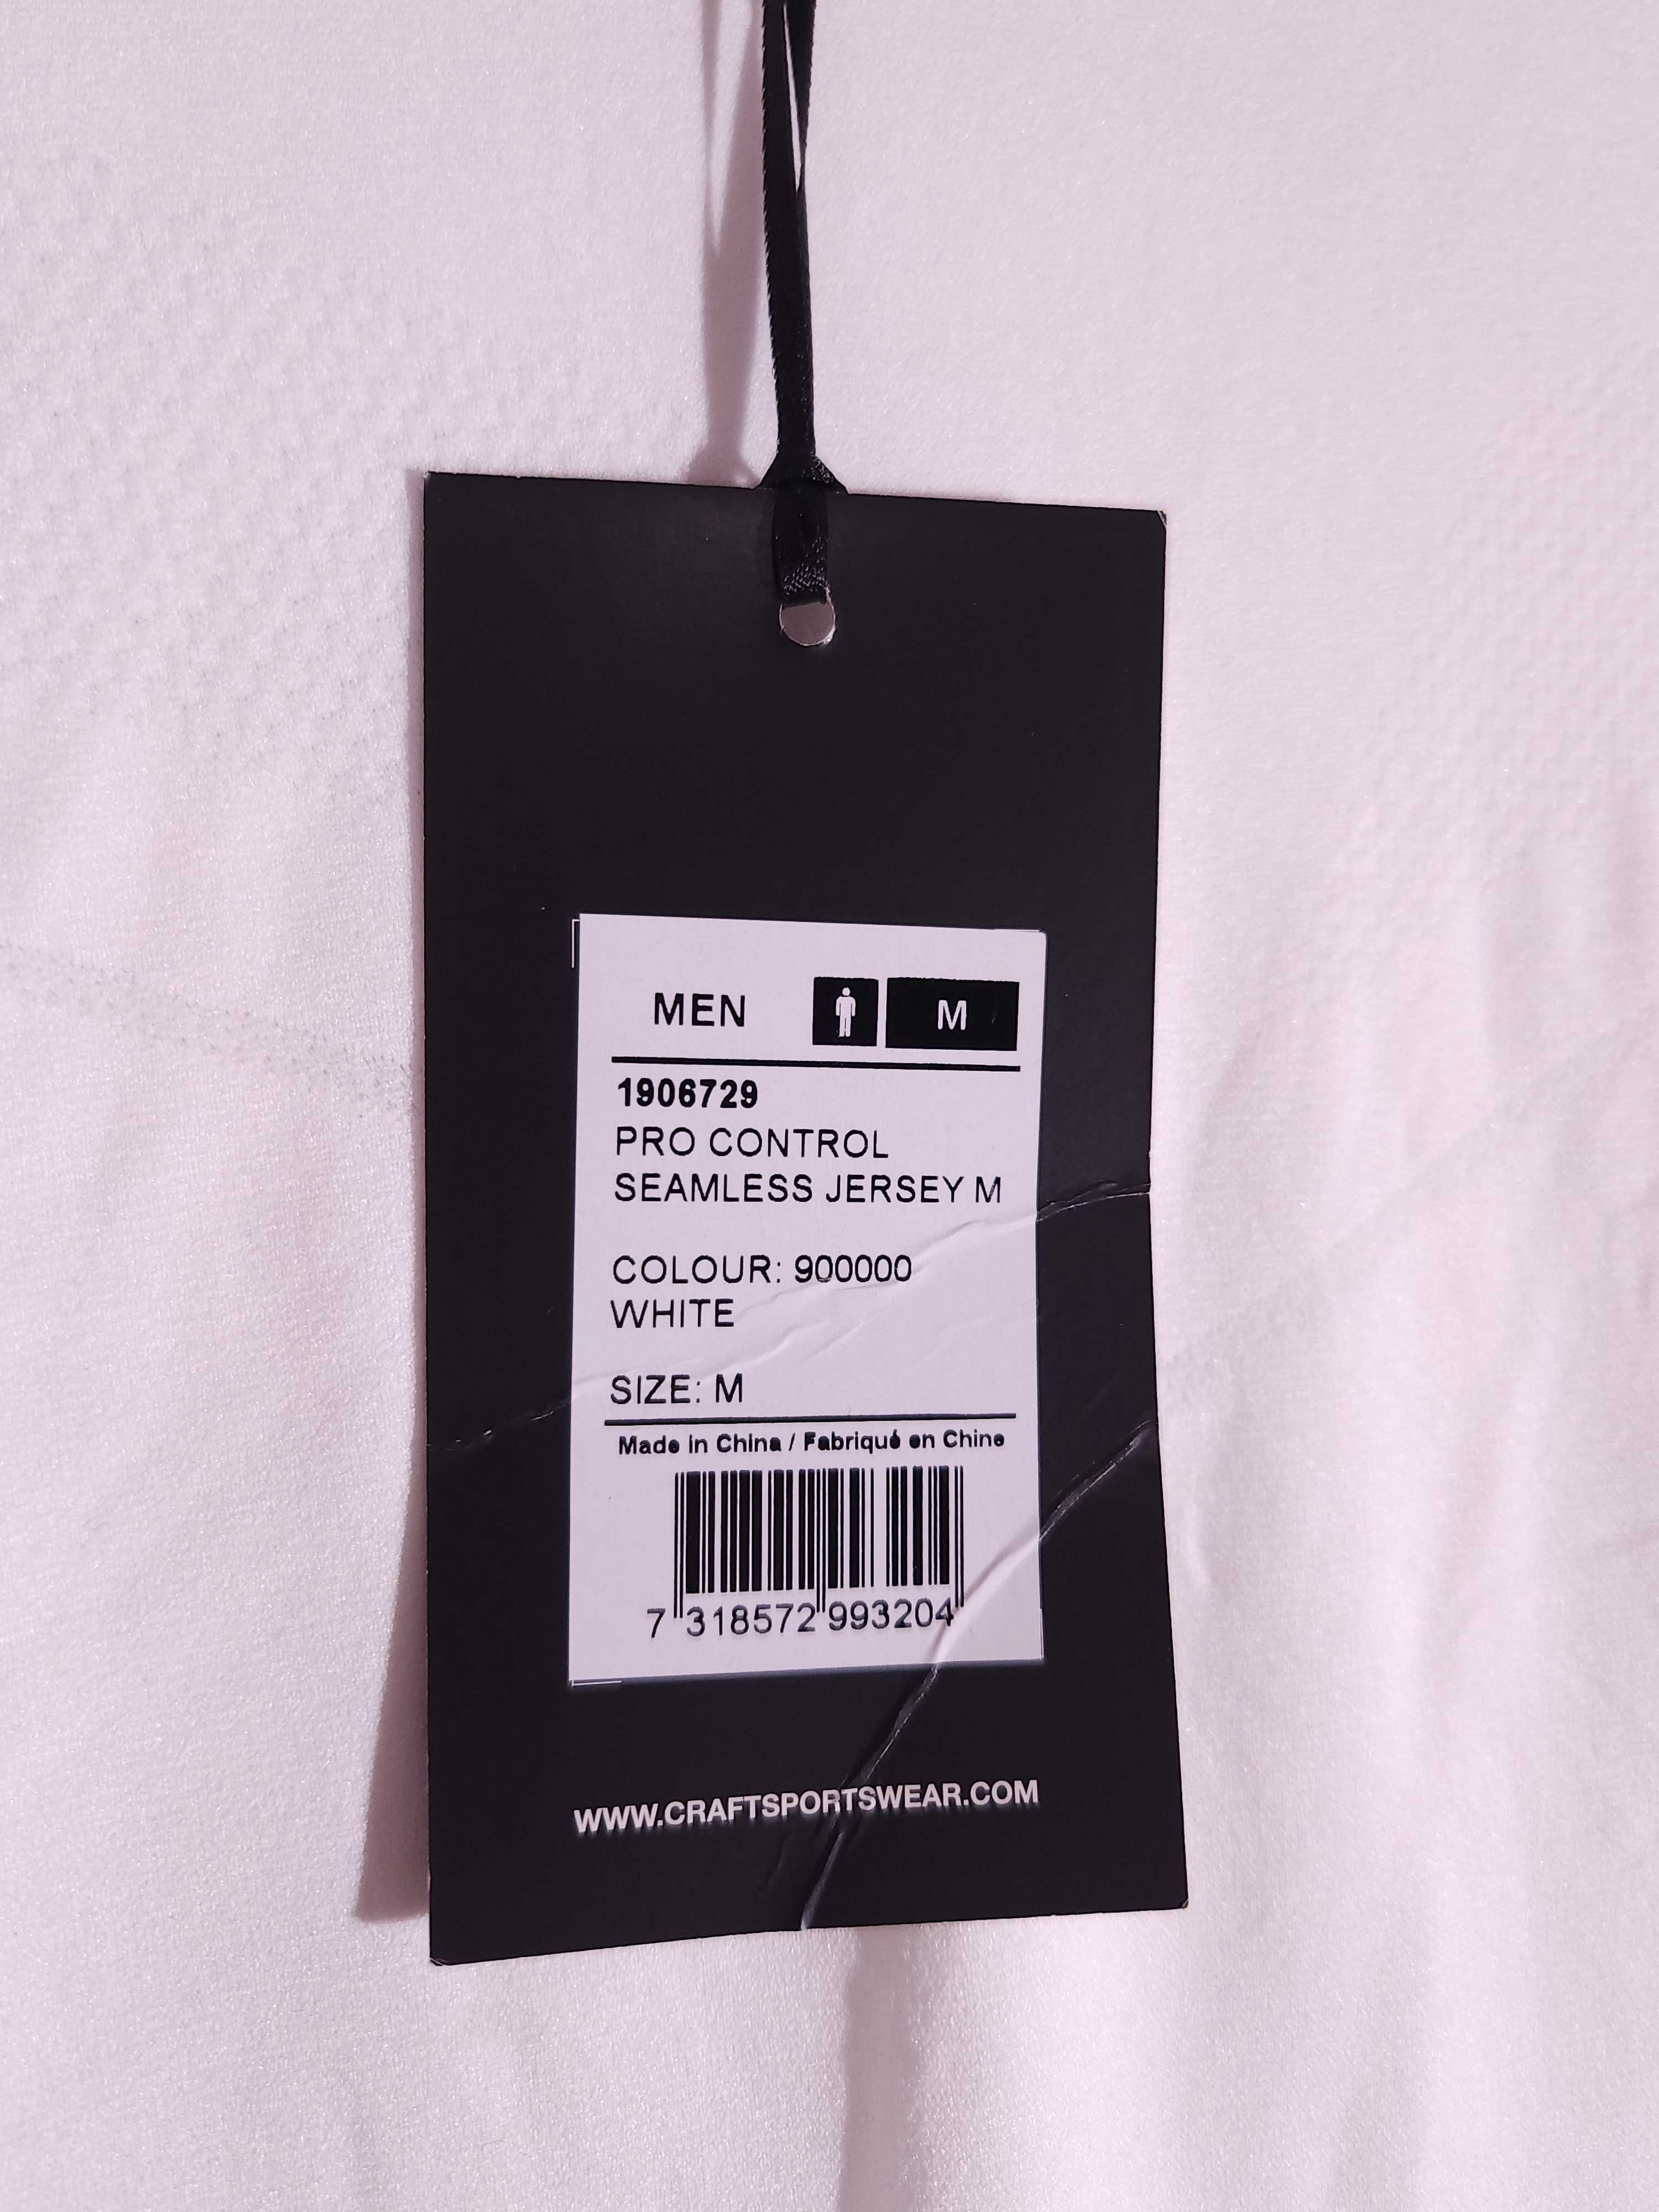 MEN M
1906729
PRO CONTROL
SEAMLESS JERSEY M
COLOUR: 900000
WHITE
SIZE: M
Made in China / Fabriqué en Chine
7 318572 993204
WWW.CRAFTSPORTSWEAR.COM